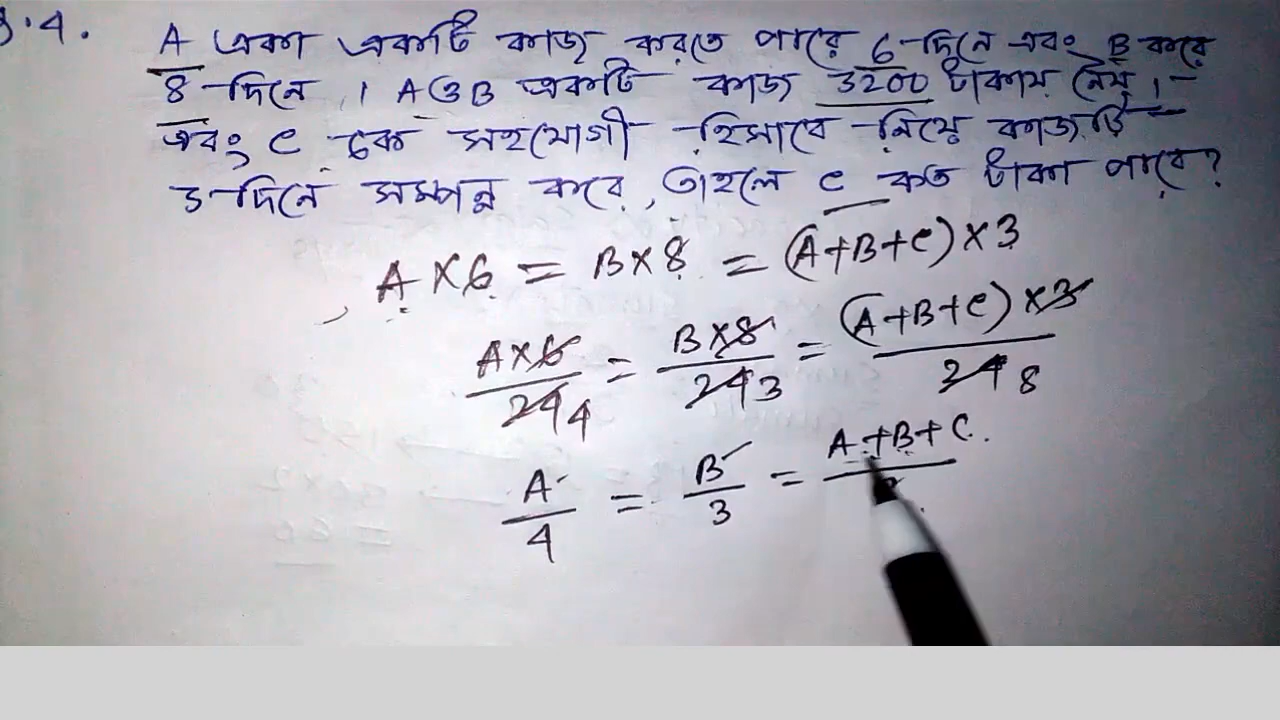 3.4. A একা একটি কাজ করতে পারে 6-দিনে এবং B করে
8-দিনে । A ও B একটি কাজ 3200 টাকায় নেয় ।-
এবং C কে সহযোগী হিসাবে নিয়ে কাজটি
3-দিনে সম্পন্ন করে, তাহলে C কত টাকা পাবে?
A×6 = B×8 = (A+B+C)×3
A×6/24 4 = B×8/24 3 = (A+B+C)×3/24 8
A/4 = B/3 = A+B+C